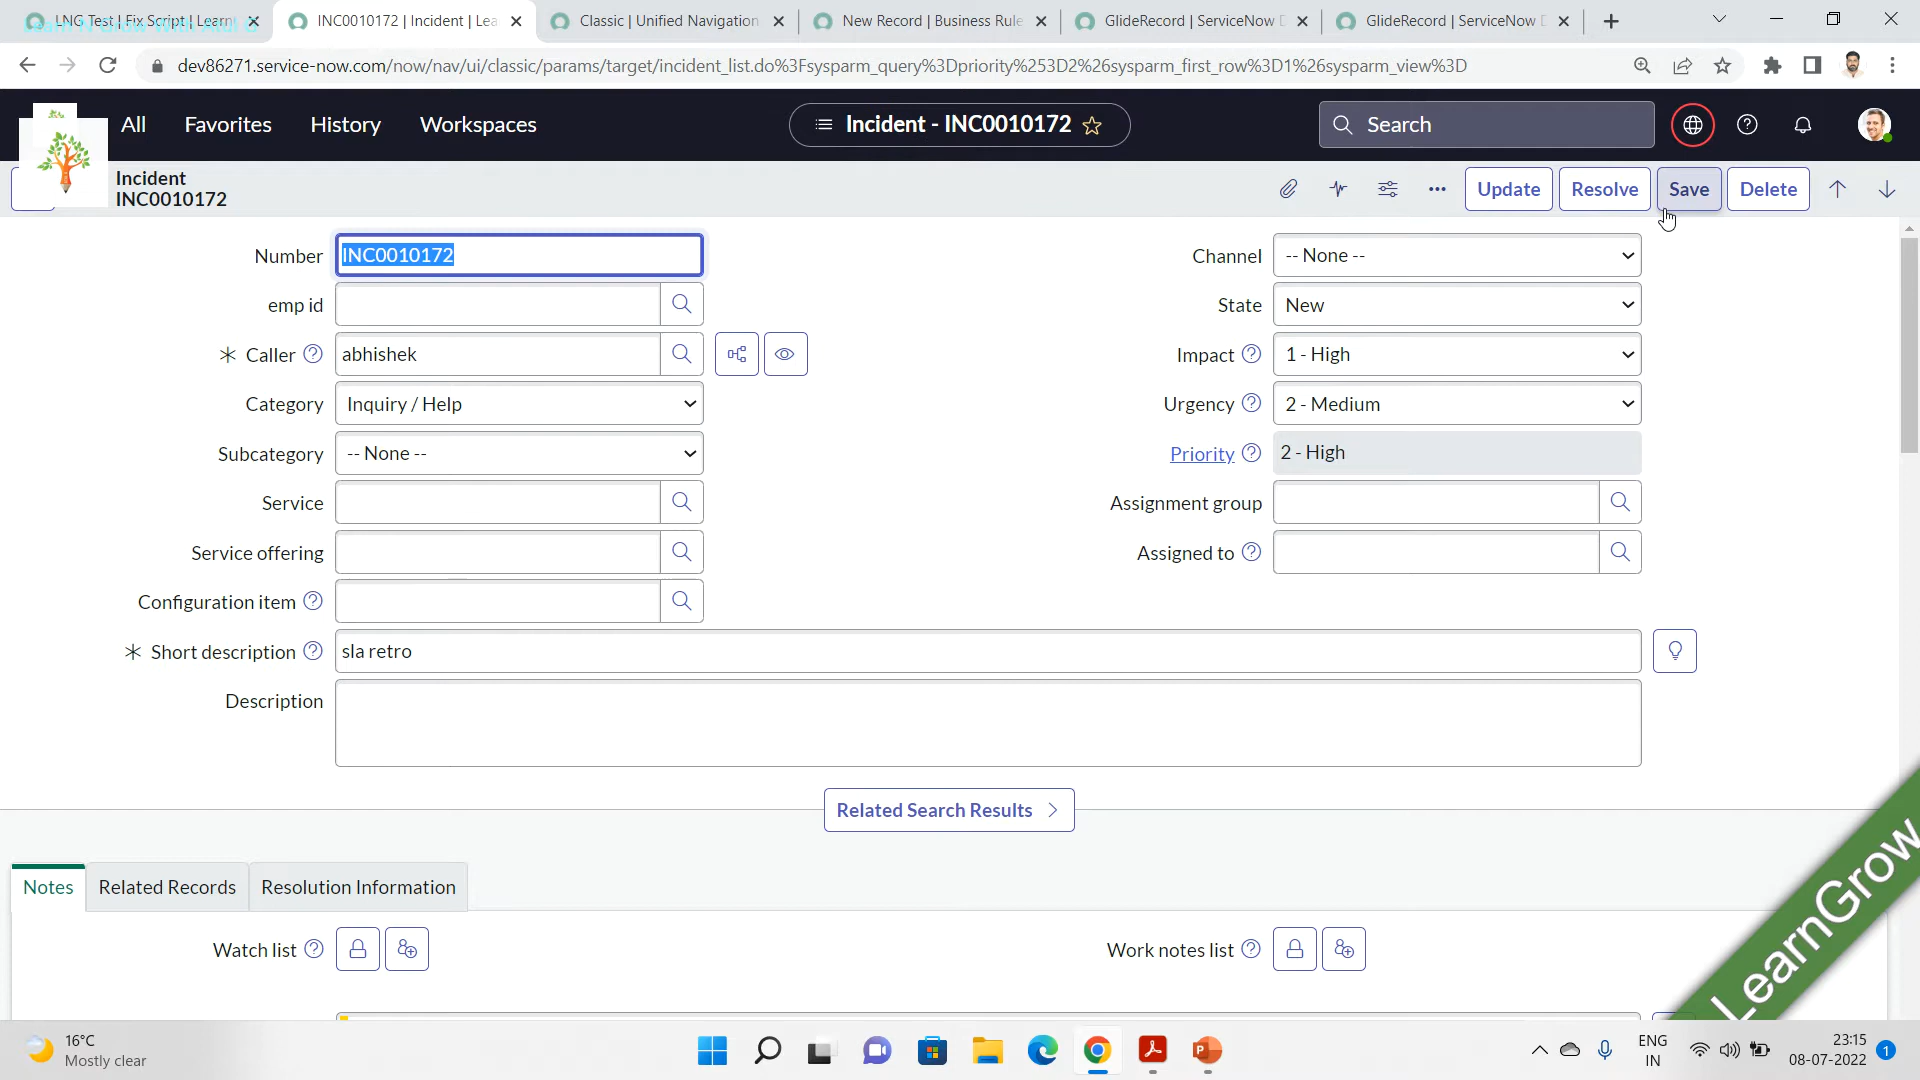 LNG Test | Fix Script | Learn
INC0010172 | Incident | Lea
Classic | Unified Navigation
New Record | Business Rule
GlideRecord | ServiceNow D
GlideRecord | ServiceNow D
Learn N Grow With Atul G
dev86271.service-now.com/now/nav/ui/classic/params/target/incident_list.do%3Fsysparm_query%3Dpriority%253D2%26sysparm_first_row%3D1%26sysparm_view%3D
All
Favorites
History
Workspaces
Incident - INC0010172
Search
Incident
INC0010172
Update
Resolve
Save
Delete
Number INC0010172
Channel -- None --
emp id
State New
Caller abhishek
Impact 1 - High
Category Inquiry / Help
Urgency 2 - Medium
Subcategory -- None --
Priority 2 - High
Service
Assignment group
Service offering
Assigned to
Configuration item
Short description sla retro
Description
Related Search Results
Notes
Related Records
Resolution Information
Watch list
Work notes list
LearnGrow
16°C
Mostly clear
ENG
IN
23:15
08-07-2022
1